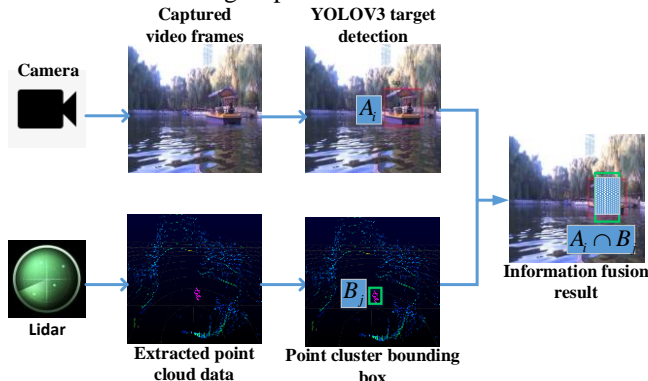 Captured
video frames
YOLOV3 target
detection
Camera
A_i
A_i ∩ B_j
Information fusion
result
B_j
Lidar
Extracted point
cloud data
Point cluster bounding
box